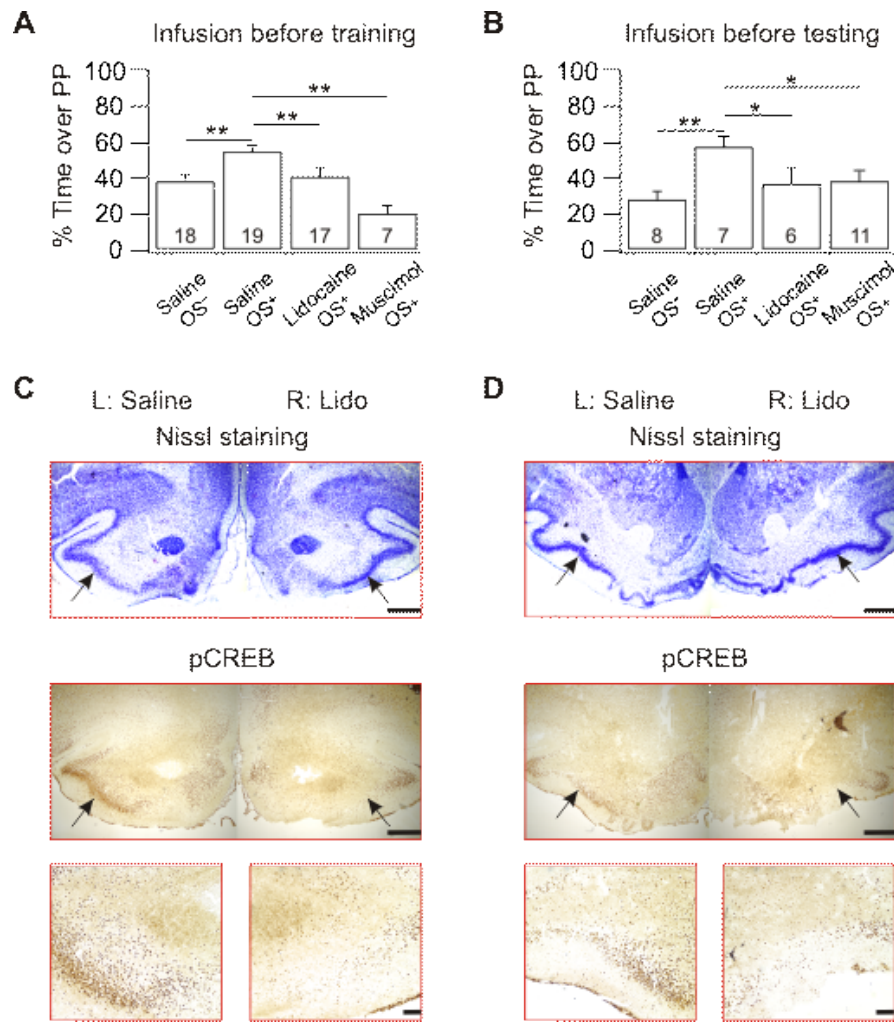 A
Infusion before training
% Time over PP
100
80
60
40
20
0
**
**
**
18
19
17
7
Saline OS-
Saline OS+
Lidocaine OS+
Muscimol OS+
B
Infusion before testing
% Time over PP
100
80
60
40
20
0
*
*
**
8
7
6
11
Saline OS-
Saline OS+
Lidocaine OS+
Muscimol OS+
C
L: Saline
R: Lido
Nissl staining
pCREB
D
L: Saline
R: Lido
Nissl staining
pCREB